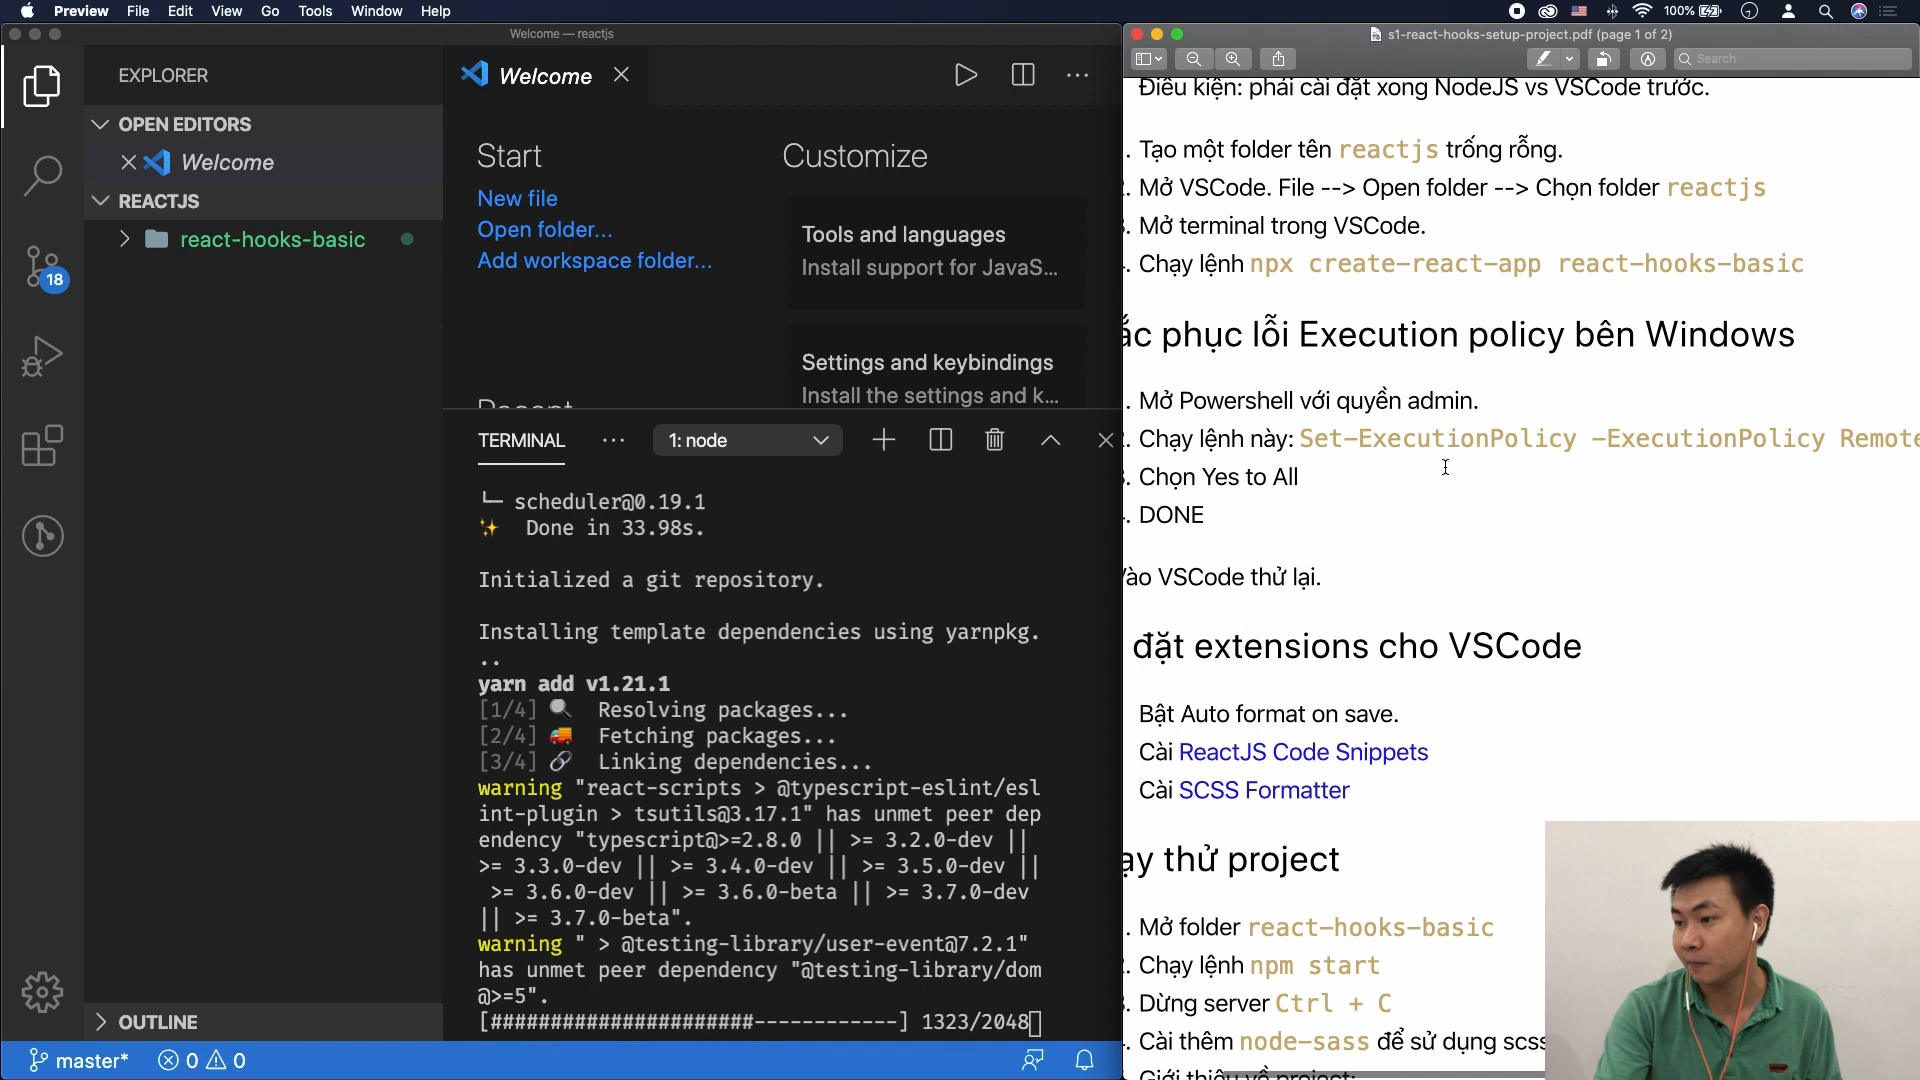 Preview File Edit View Go Tools Window Help
100%
Welcome — reactjs
EXPLORER
OPEN EDITORS
Welcome
REACTJS
react-hooks-basic
18
OUTLINE
master* 0 0
Welcome
Start
New file
Open folder...
Add workspace folder...
Customize
Tools and languages
Install support for JavaS...
Settings and keybindings
Install the settings and k...
TERMINAL
1: node
└─ scheduler@0.19.1
Done in 33.98s.
Initialized a git repository.
Installing template dependencies using yarnpkg.
..
yarn add v1.21.1
[1/4] Resolving packages...
[2/4] Fetching packages...
[3/4] Linking dependencies...
warning "react-scripts > @typescript-eslint/esl
int-plugin > tsutils@3.17.1" has unmet peer dep
endency "typescript@>=2.8.0 || >= 3.2.0-dev ||
>= 3.3.0-dev || >= 3.4.0-dev || >= 3.5.0-dev ||
>= 3.6.0-dev || >= 3.6.0-beta || >= 3.7.0-dev
|| >= 3.7.0-beta".
warning " > @testing-library/user-event@7.2.1"
has unmet peer dependency "@testing-library/dom
@>=5".
[######################------------] 1323/2048
s1-react-hooks-setup-project.pdf (page 1 of 2)
Search
Điều kiện: phải cài đặt xong NodeJS vs VSCode trước.
. Tạo một folder tên reactjs trống rỗng.
. Mở VSCode. File --> Open folder --> Chọn folder reactjs
. Mở terminal trong VSCode.
. Chạy lệnh npx create-react-app react-hooks-basic
ắc phục lỗi Execution policy bên Windows
. Mở Powershell với quyền admin.
. Chạy lệnh này: Set-ExecutionPolicy -ExecutionPolicy Remote
. Chọn Yes to All
. DONE
Vào VSCode thử lại.
đặt extensions cho VSCode
Bật Auto format on save.
Cài ReactJS Code Snippets
Cài SCSS Formatter
ạy thử project
. Mở folder react-hooks-basic
. Chạy lệnh npm start
. Dừng server Ctrl + C
. Cài thêm node-sass để sử dụng scss
. Giới thiệu về project: